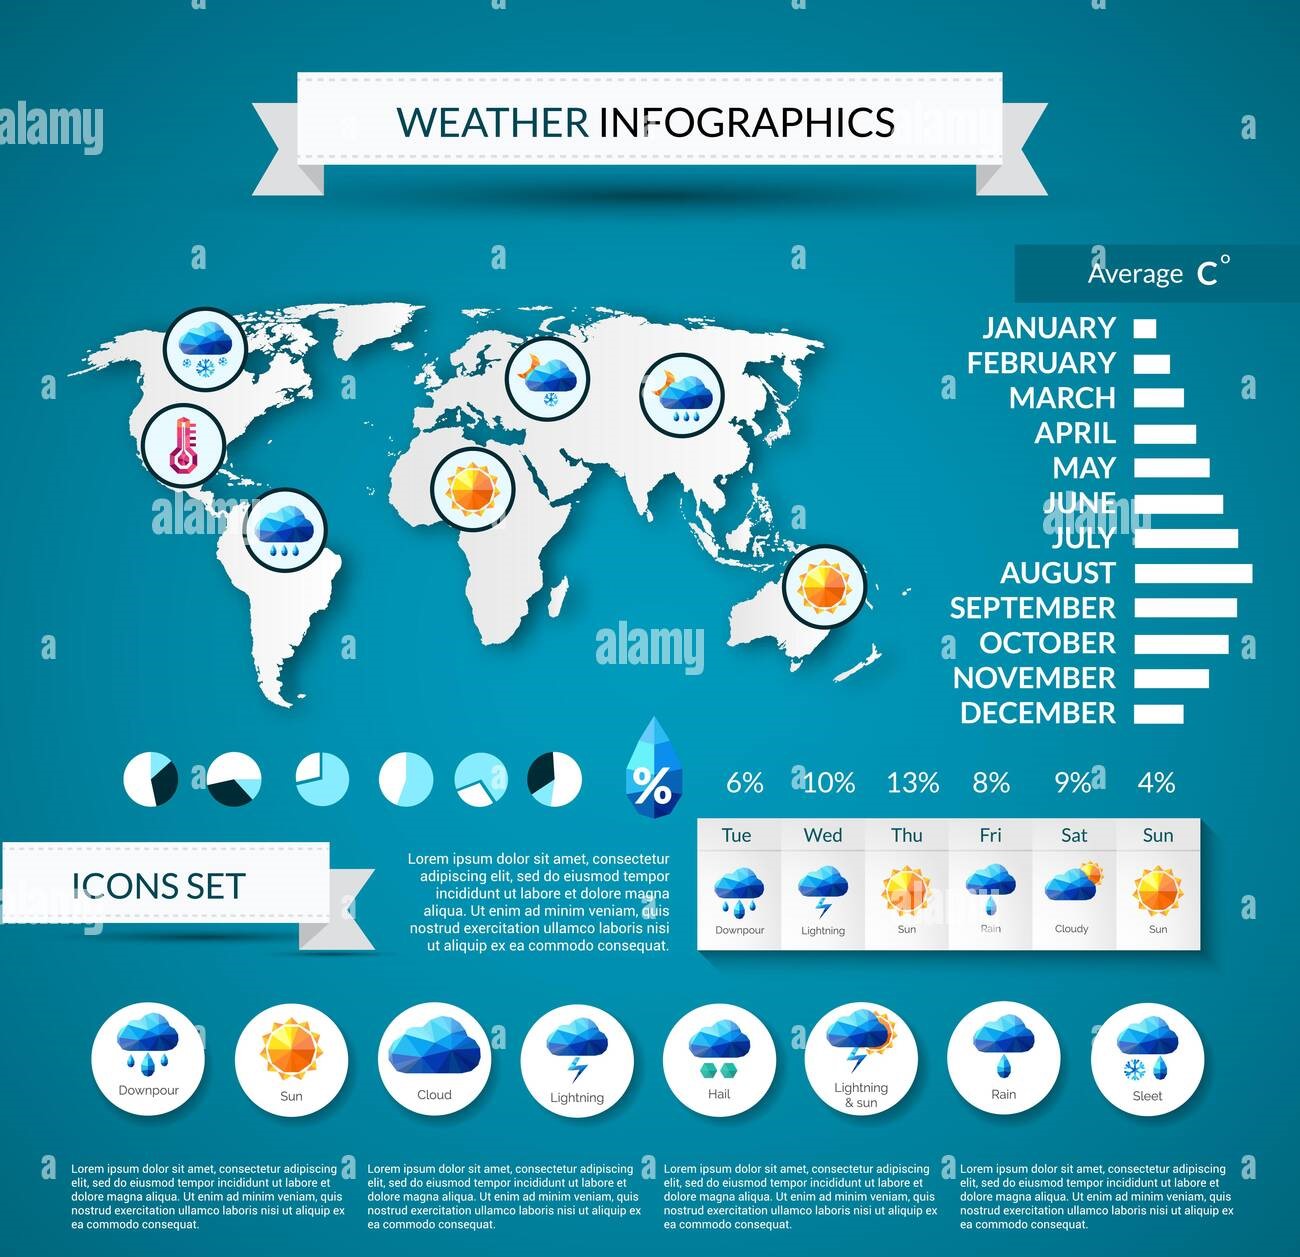 WEATHER INFOGRAPHICS
Average C°
JANUARY
FEBRUARY
MARCH
APRIL
MAY
JUNE
JULY
AUGUST
SEPTEMBER
OCTOBER
NOVEMBER
DECEMBER
%
6% 10% 13% 8% 9% 4%
Tue Wed Thu Fri Sat Sun
Downpour Lightning Sun Rain Cloudy Sun
ICONS SET
Lorem ipsum dolor sit amet, consectetur
adipiscing elit, sed do eiusmod tempor
incididunt ut labore et dolore magna
aliqua. Ut enim ad minim veniam, quis
nostrud exercitation ullamco laboris nisi
ut aliquip ex ea commodo consequat.
Downpour
Sun
Cloud
Lightning
Hail
Lightning
& sun
Rain
Sleet
Lorem ipsum dolor sit amet, consectetur adipiscing
elit, sed do eiusmod tempor incididunt ut labore et
dolore magna aliqua. Ut enim ad minim veniam, quis
nostrud exercitation ullamco laboris nisi ut aliquip ex
ea commodo consequat.
Lorem ipsum dolor sit amet, consectetur adipiscing
elit, sed do eiusmod tempor incididunt ut labore et
dolore magna aliqua. Ut enim ad minim veniam, quis
nostrud exercitation ullamco laboris nisi ut aliquip ex
ea commodo consequat.
Lorem ipsum dolor sit amet, consectetur adipiscing
elit, sed do eiusmod tempor incididunt ut labore et
dolore magna aliqua. Ut enim ad minim veniam, quis
nostrud exercitation ullamco laboris nisi ut aliquip ex
ea commodo consequat.
Lorem ipsum dolor sit amet, consectetur adipiscing
elit, sed do eiusmod tempor incididunt ut labore et
dolore magna aliqua. Ut enim ad minim veniam, quis
nostrud exercitation ullamco laboris nisi ut aliquip ex
ea commodo consequat.
alamy
alamy
alamy
alamy